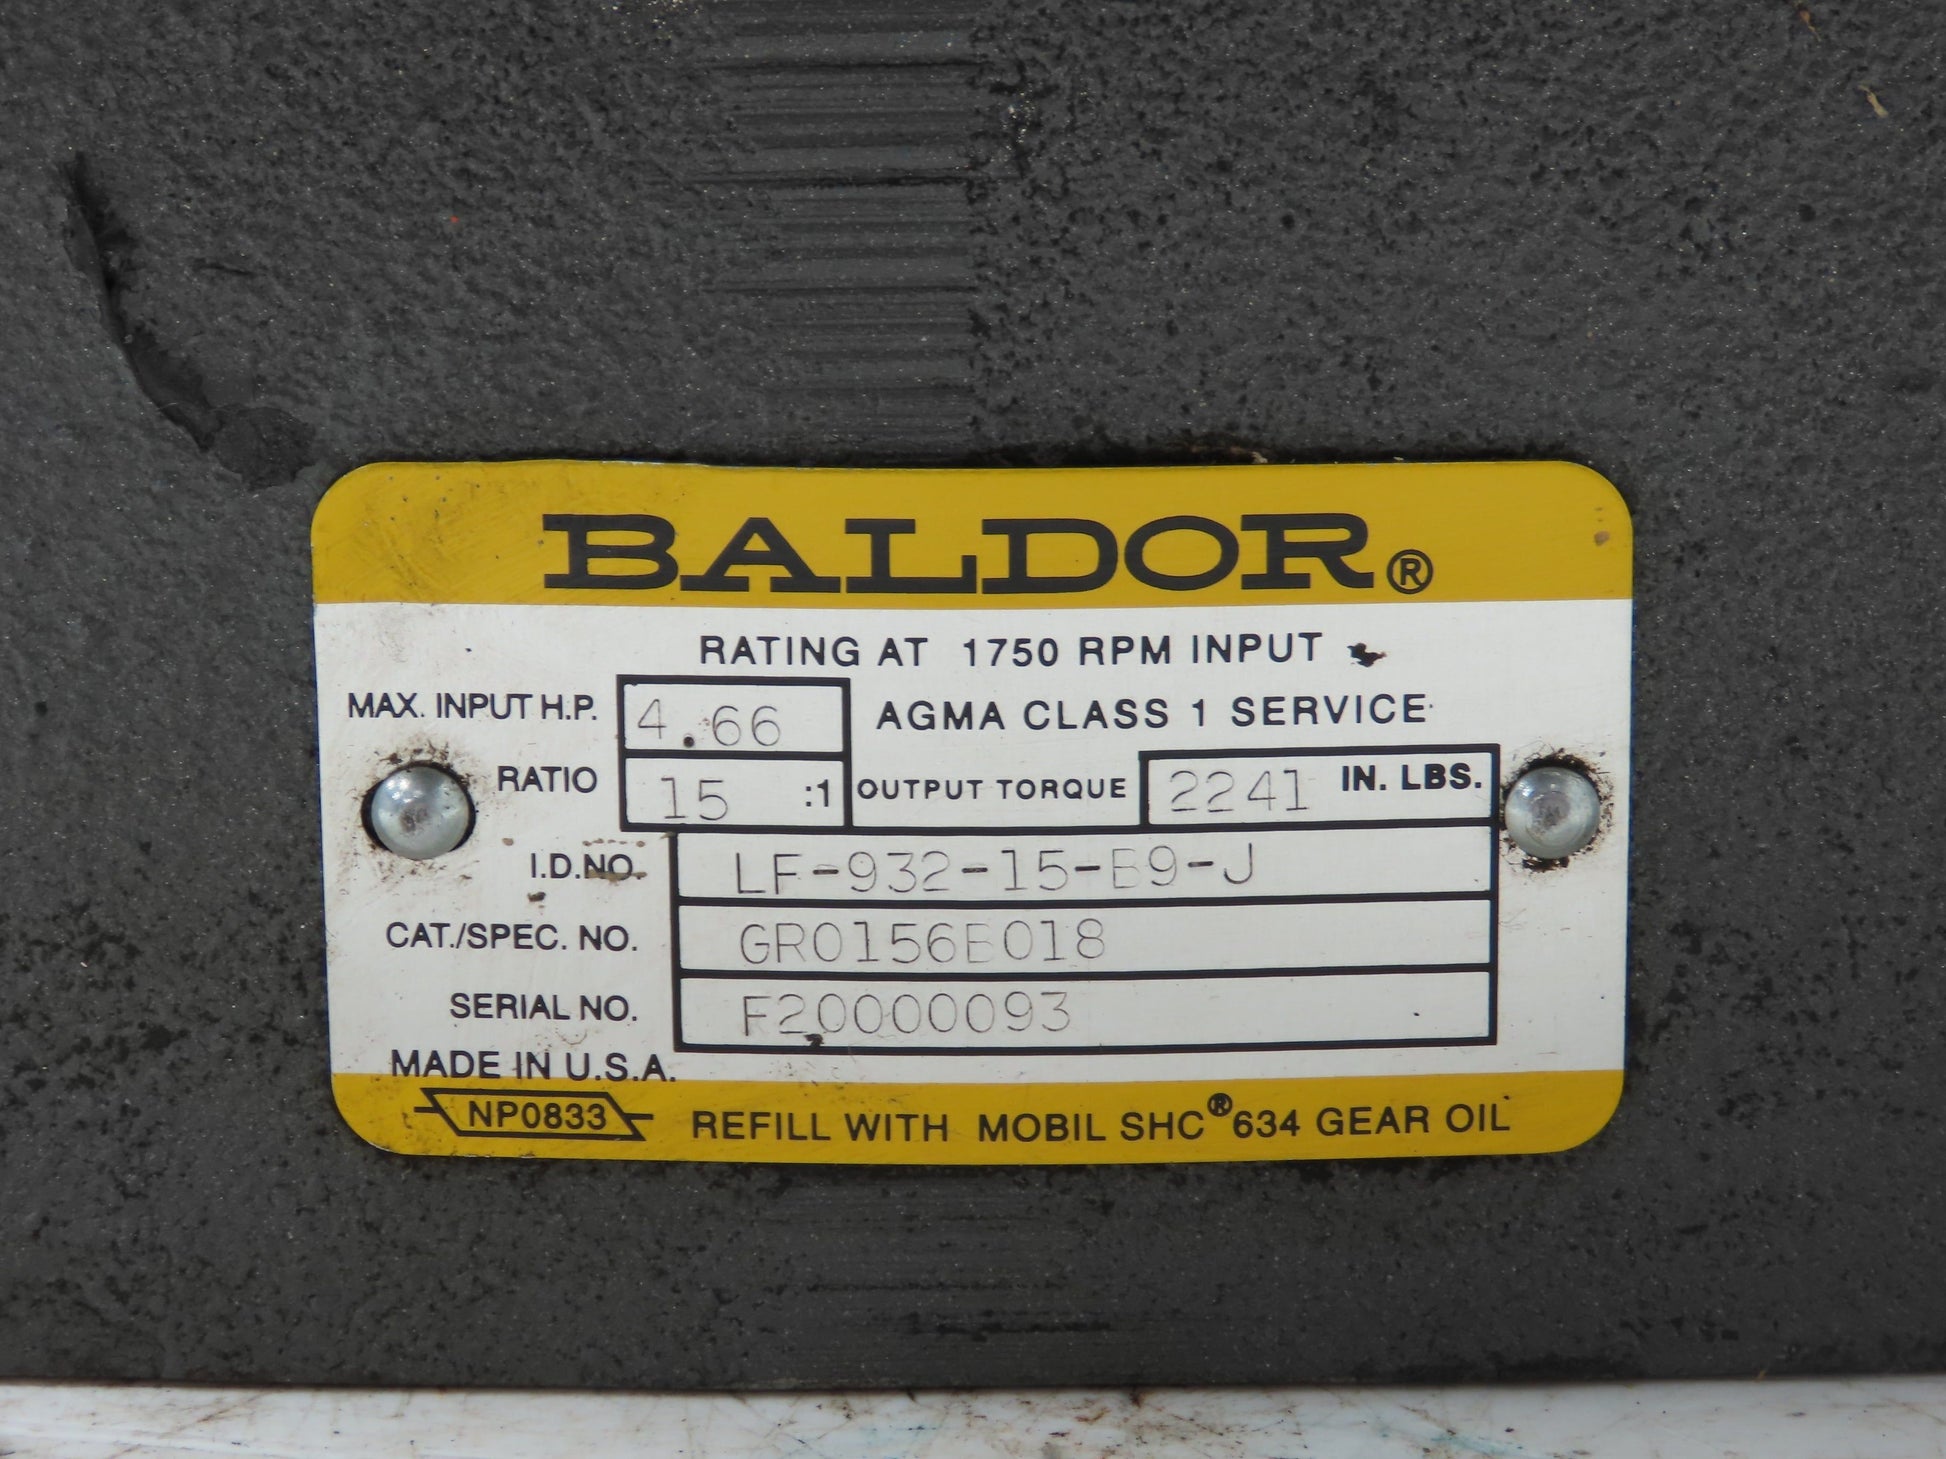 BALDOR®
RATING AT 1750 RPM INPUT
MAX. INPUT H.P. 4.66 AGMA CLASS 1 SERVICE
RATIO 15 :1 OUTPUT TORQUE 2241 IN. LBS.
I.D.NO. LF-932-15-B9-J
CAT./SPEC. NO. GR0156E018
SERIAL NO. F20000093
MADE IN U.S.A.
NP0833 REFILL WITH MOBIL SHC®634 GEAR OIL